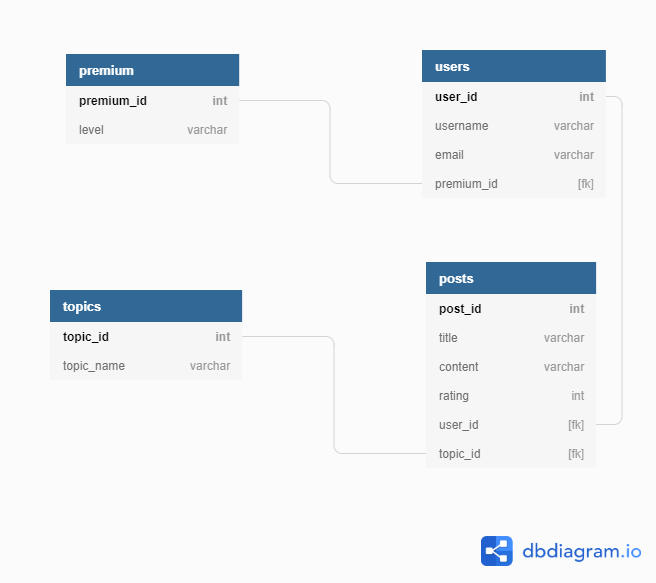 premium
premium_id int
level varchar
users
user_id int
username varchar
email varchar
premium_id [fk]
topics
topic_id int
topic_name varchar
posts
post_id int
title varchar
content varchar
rating int
user_id [fk]
topic_id [fk]
dbdiagram.io